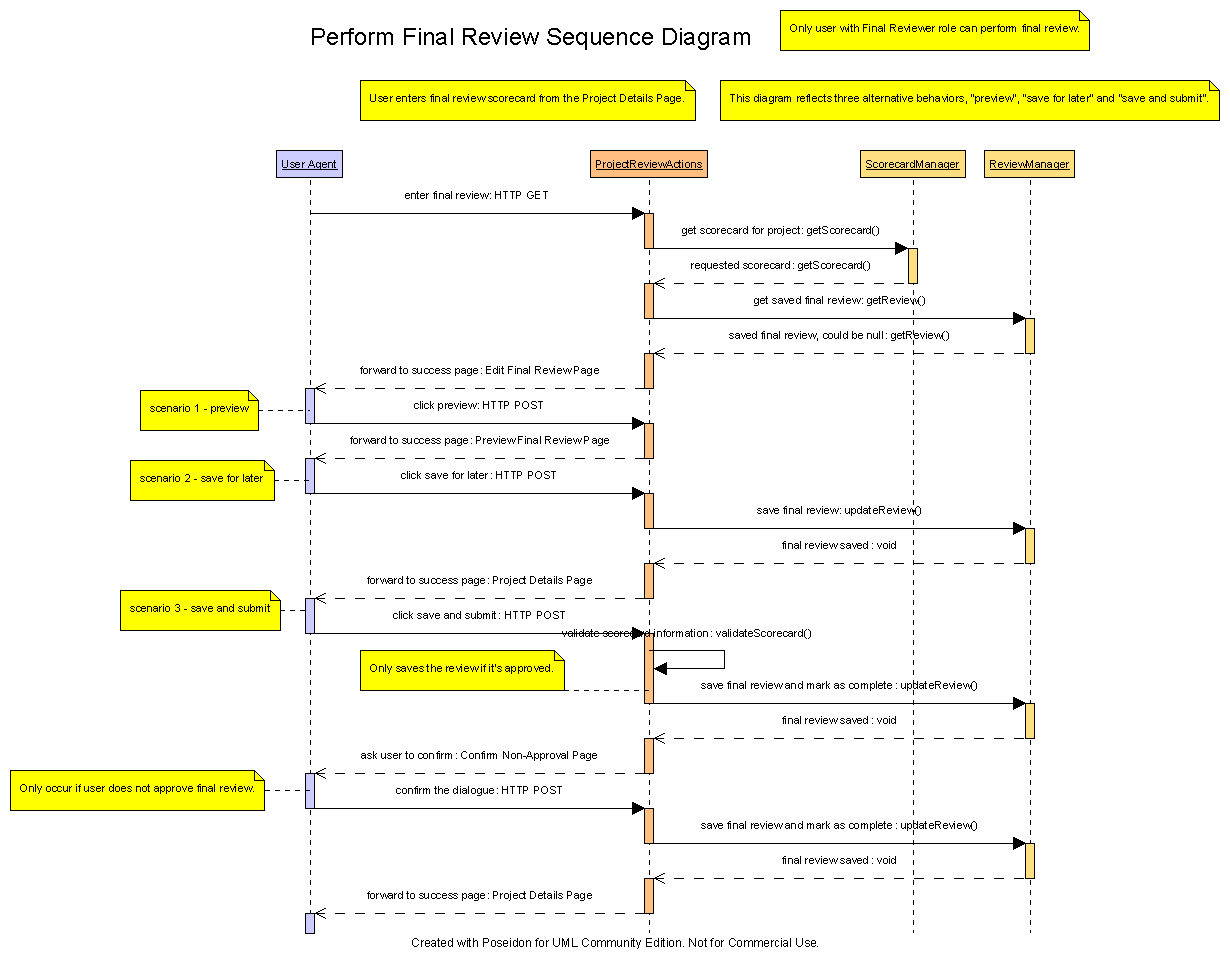 Perform Final Review Sequence Diagram
Only user with Final Reviewer role can perform final review.
User enters final review scorecard from the Project Details Page.
This diagram reflects three alternative behaviors, "preview", "save for later" and "save and submit".
User Agent
ProjectReviewActions
ScorecardManager
ReviewManager
enter final review: HTTP GET
get scorecard for project: getScorecard()
requested scorecard: getScorecard()
get saved final review: getReview()
saved final review, could be null: getReview()
forward to success page: Edit Final Review Page
scenario 1 - preview
click preview: HTTP POST
forward to success page: Preview Final Review Page
scenario 2 - save for later
click save for later: HTTP POST
save final review: updateReview()
final review saved: void
forward to success page: Project Details Page
scenario 3 - save and submit
click save and submit: HTTP POST
validate scorecard information: validateScorecard()
Only saves the review if it's approved.
save final review and mark as complete: updateReview()
final review saved: void
ask user to confirm: Confirm Non-Approval Page
Only occur if user does not approve final review.
confirm the dialogue: HTTP POST
save final review and mark as complete: updateReview()
final review saved: void
forward to success page: Project Details Page
Created with Poseidon for UML Community Edition. Not for Commercial Use.